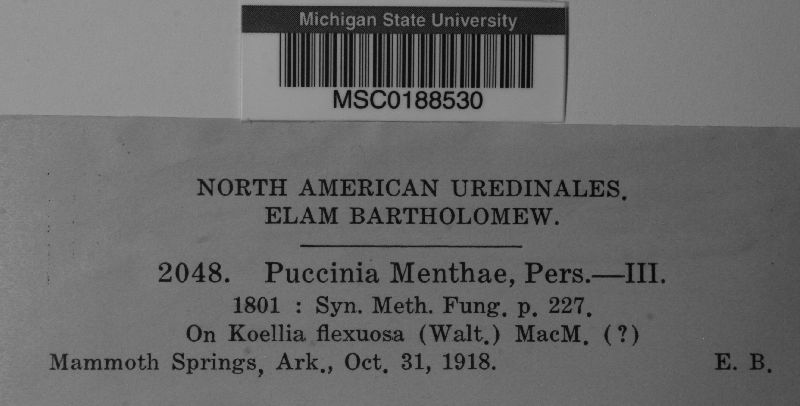 Michigan State University
MSC0188530
NORTH AMERICAN UREDINALES.
ELAM BARTHOLOMEW.
2048. Puccinia Menthae, Pers.—III.
1801 : Syn. Meth. Fung. p. 227.
On Koellia flexuosa (Walt.) MacM. (?)
Mammoth Springs, Ark., Oct. 31, 1918. E. B.